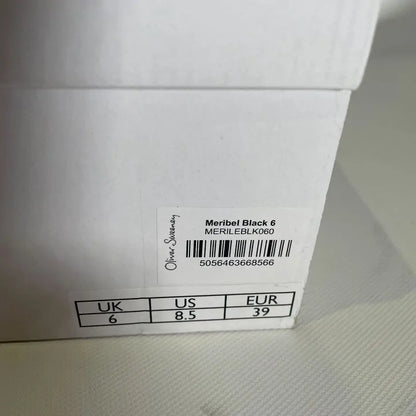 Oliver Sweeney
Meribel Black 6
MERILEBLK060
5056463668566
UK US EUR
6 8.5 39